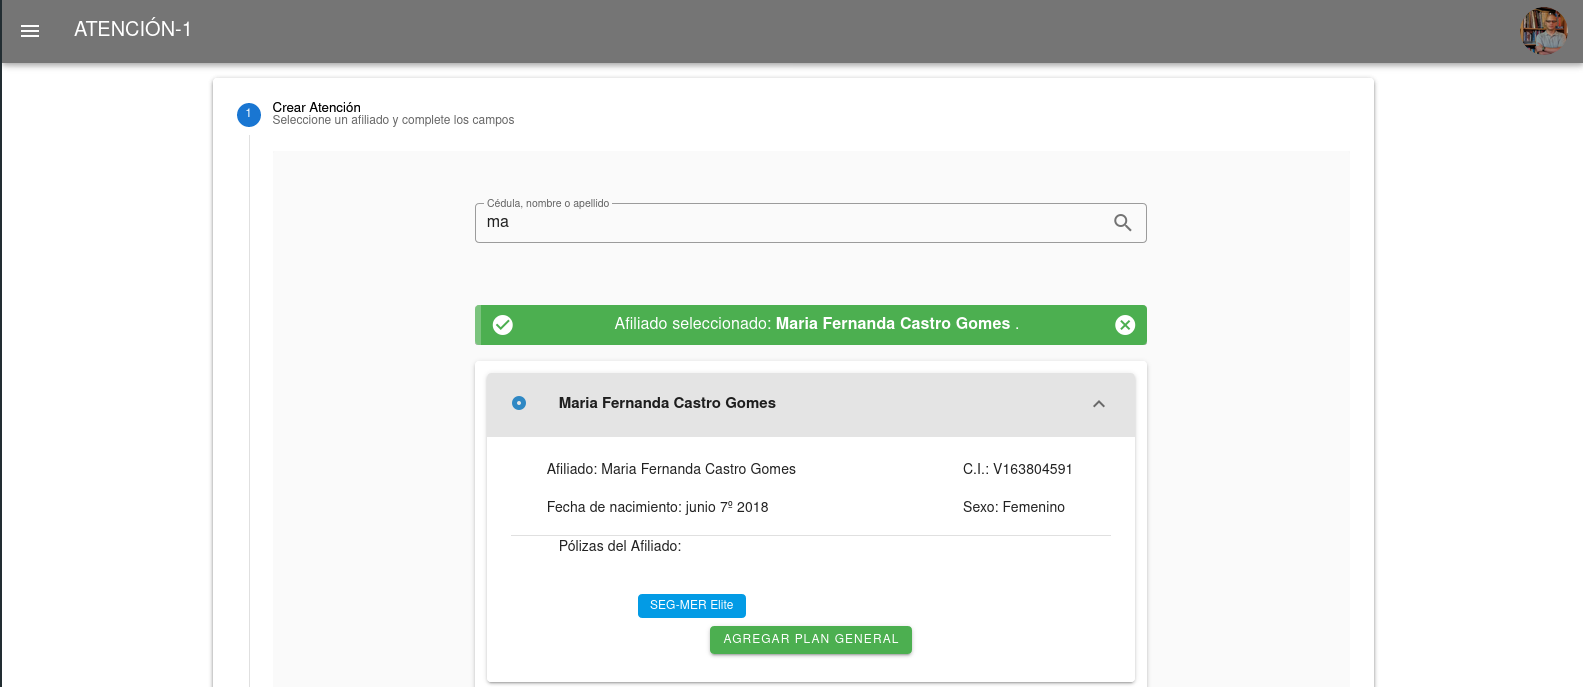 ATENCIÓN-1
1
Crear Atención
Seleccione un afiliado y complete los campos
Cédula, nombre o apellido
ma
Afiliado seleccionado: Maria Fernanda Castro Gomes .
Maria Fernanda Castro Gomes
Afiliado: Maria Fernanda Castro Gomes
C.I.: V163804591
Fecha de nacimiento: junio 7º 2018
Sexo: Femenino
Pólizas del Afiliado:
SEG-MER Elite
AGREGAR PLAN GENERAL